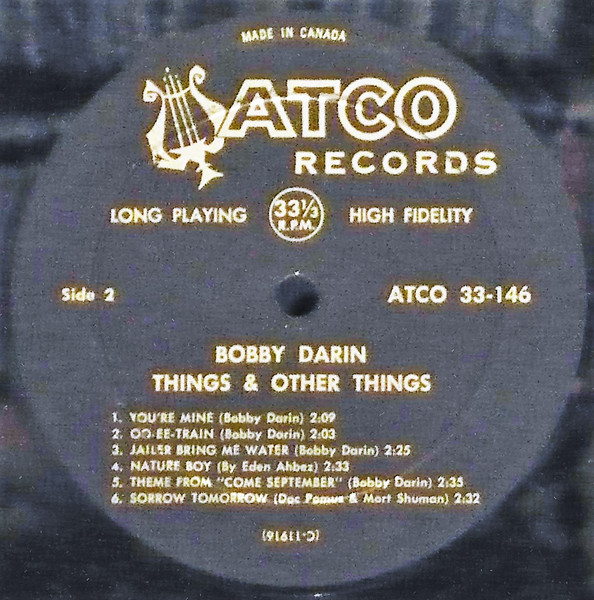 MADE IN CANADA
ATCO
RECORDS
LONG PLAYING 33⅓ R.P.M. HIGH FIDELITY
Side 2 ATCO 33-146
BOBBY DARIN
THINGS & OTHER THINGS
1. YOU'RE MINE (Bobby Darin) 2:09
2. OO-EE-TRAIN (Bobby Darin) 2:03
3. JAILER BRING ME WATER (Bobby Darin) 2:25
4. NATURE BOY (By Eden Ahbez) 2:33
5. THEME FROM "COME SEPTEMBER" (Bobby Darin) 2:35
6. SORROW TOMORROW (Doc Pomus & Mort Shuman) 2:32
(C-11916)